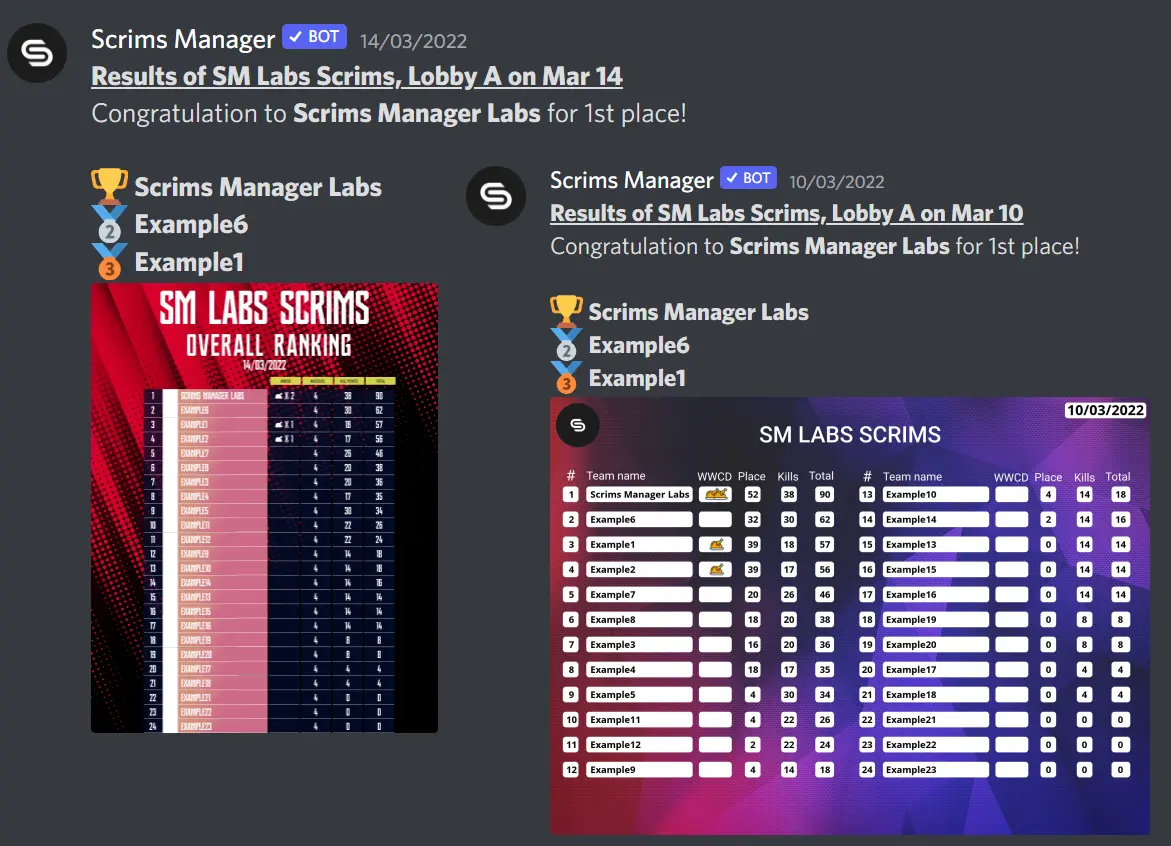 Scrims Manager ✓ BOT 14/03/2022
Results of SM Labs Scrims, Lobby A on Mar 14
Congratulation to Scrims Manager Labs for 1st place!
Scrims Manager Labs
2 Example6
3 Example1
SM LABS SCRIMS
OVERALL RANKING
14/03/2022
MATCHES KILL POINTS TOTAL
1 SCRIMS MANAGER LABS X 2 4 38 90
2 EXAMPLE6 4 30 62
3 EXAMPLE1 X 1 4 18 57
4 EXAMPLE2 X 1 4 17 56
5 EXAMPLE7 4 26 46
6 EXAMPLE8 4 20 38
7 EXAMPLE3 4 20 36
8 EXAMPLE4 4 17 35
9 EXAMPLE5 4 30 34
10 EXAMPLE11 4 22 26
11 EXAMPLE12 4 22 24
12 EXAMPLE9 4 14 18
13 EXAMPLE10 4 14 18
14 EXAMPLE14 4 14 16
15 EXAMPLE13 4 14 14
16 EXAMPLE15 4 14 14
17 EXAMPLE16 4 14 14
18 EXAMPLE19 4 8 8
19 EXAMPLE20 4 8 8
20 EXAMPLE17 4 4 4
21 EXAMPLE18 4 4 4
22 EXAMPLE21 4 0 0
23 EXAMPLE22 4 0 0
24 EXAMPLE23 4 0 0
Scrims Manager ✓ BOT 10/03/2022
Results of SM Labs Scrims, Lobby A on Mar 10
Congratulation to Scrims Manager Labs for 1st place!
Scrims Manager Labs
2 Example6
3 Example1
10/03/2022
SM LABS SCRIMS
# Team name WWCD Place Kills Total # Team name WWCD Place Kills Total
1 Scrims Manager Labs 52 38 90 13 Example10 4 14 18
2 Example6 32 30 62 14 Example14 2 14 16
3 Example1 39 18 57 15 Example13 0 14 14
4 Example2 39 17 56 16 Example15 0 14 14
5 Example7 20 26 46 17 Example16 0 14 14
6 Example8 18 20 38 18 Example19 0 8 8
7 Example3 16 20 36 19 Example20 0 8 8
8 Example4 18 17 35 20 Example17 0 4 4
9 Example5 4 30 34 21 Example18 0 4 4
10 Example11 4 22 26 22 Example21 0 0 0
11 Example12 2 22 24 23 Example22 0 0 0
12 Example9 4 14 18 24 Example23 0 0 0